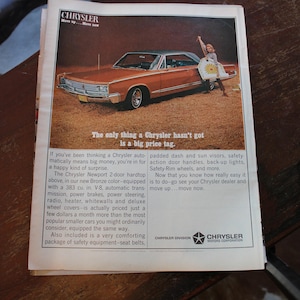 CHRYSLER
Move up... Move now
The only thing a Chrysler hasn't got
is a big price tag.
If you've been thinking a Chrysler auto
matically means big money, you're in for
a happy kind of surprise.
The Chrysler Newport 2-door hardtop
above, in our new Bronze color-equipped
with a 383 cu. in. V-8, automatic trans-
mission, power brakes, power steering,
radio, heater, whitewalls and deluxe
wheel covers-is actually priced just a
few dollars a month more than the most
popular smaller cars you might ordinarily
consider, equipped the same way.
Also included is a very comforting
package of safety equipment-seat belts,
padded dash and sun visors, safety
action door handles, back-up lights,
Safety-Rim wheels, and more.
Now that you know how really easy it
is to do-go see your Chrysler dealer and
move up... move now.
CHRYSLER DIVISION
CHRYSLER
MOTORS CORPORATION